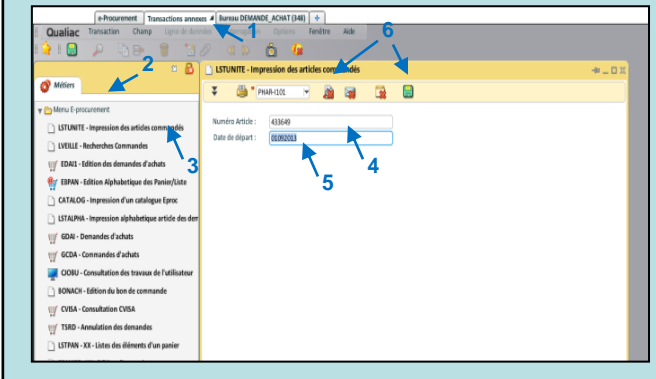 e-Procurement Transactions annexes Bureau DEMANDE_ACHAT (348)
Qualiac Transaction Champ Ligne de données Interrogation Options Fenêtre Aide
1
6
2
Métiers
LSTUNITE - Impression des articles commandés
* PHAR-I101
Menu E-procurement
LSTUNITE - Impression des articles commandés
LVEILLE - Recherches Commandes
EDAI1 - Edition des demandes d'achats
EBPAN - Edition Alphabetique des Panier/Liste
CATALOG - Impression d'un catalogue Eproc
LSTALPHA - Impression alphabetique article des dem
GDAI - Demandes d'achats
GCDA - Commandes d'achats
CIOBU - Consultation des travaux de l'utilisateur
BONACH - Edition du bon de commande
CVISA - Consultation CVISA
TSRD - Annulation des demandes
LSTPAN - XX - Listes des éléments d'un panier
3
Numéro Article : 433649
Date de départ : 01092013
4
5